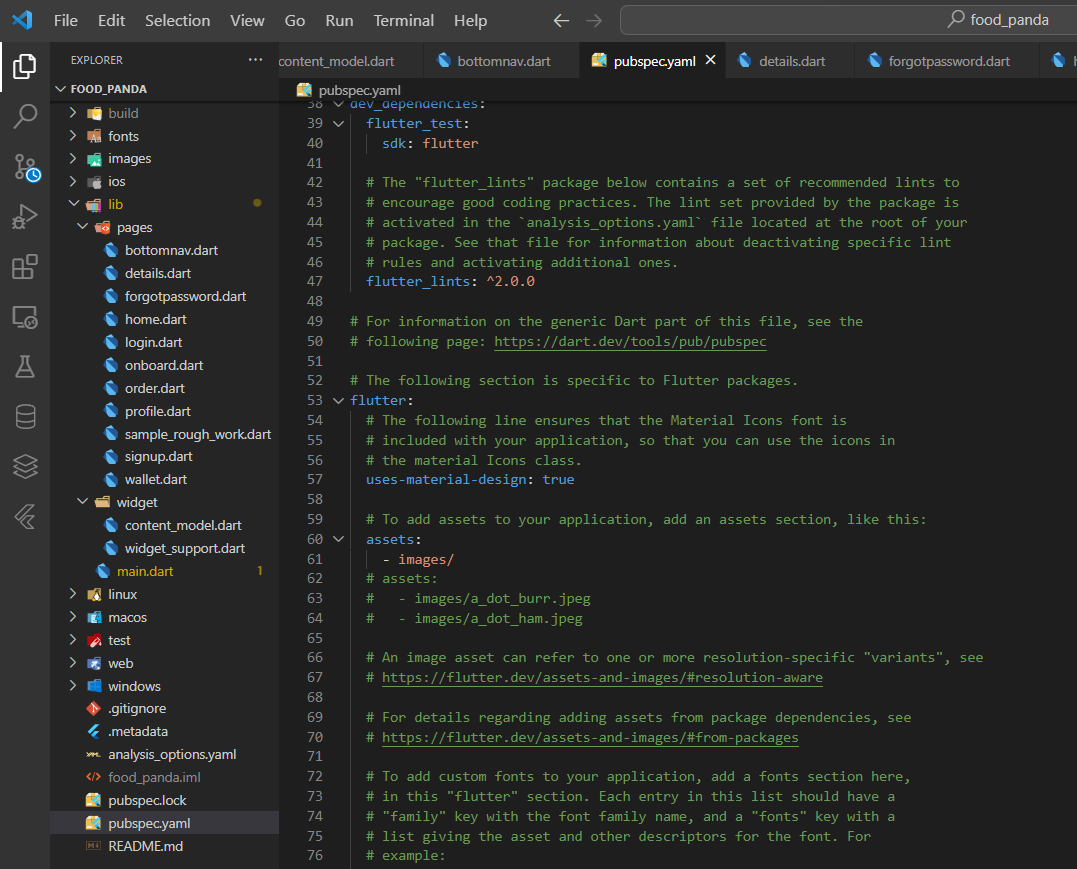 File Edit Selection View Go Run Terminal Help
food_panda
EXPLORER
content_model.dart
bottomnav.dart
pubspec.yaml
details.dart
forgotpassword.dart
FOOD_PANDA
build
fonts
images
ios
lib
pages
bottomnav.dart
details.dart
forgotpassword.dart
home.dart
login.dart
onboard.dart
order.dart
profile.dart
sample_rough_work.dart
signup.dart
wallet.dart
widget
content_model.dart
widget_support.dart
main.dart 1
linux
macos
test
web
windows
.gitignore
.metadata
analysis_options.yaml
food_panda.iml
pubspec.lock
pubspec.yaml
README.md
pubspec.yaml
38 dev_dependencies:
39 flutter_test:
40 sdk: flutter
41
42 # The "flutter_lints" package below contains a set of recommended lints to
43 # encourage good coding practices. The lint set provided by the package is
44 # activated in the `analysis_options.yaml` file located at the root of your
45 # package. See that file for information about deactivating specific lint
46 # rules and activating additional ones.
47 flutter_lints: ^2.0.0
48
49 # For information on the generic Dart part of this file, see the
50 # following page: https://dart.dev/tools/pub/pubspec
51
52 # The following section is specific to Flutter packages.
53 flutter:
54 # The following line ensures that the Material Icons font is
55 # included with your application, so that you can use the icons in
56 # the material Icons class.
57 uses-material-design: true
58
59 # To add assets to your application, add an assets section, like this:
60 assets:
61 - images/
62 # assets:
63 # - images/a_dot_burr.jpeg
64 # - images/a_dot_ham.jpeg
65
66 # An image asset can refer to one or more resolution-specific "variants", see
67 # https://flutter.dev/assets-and-images/#resolution-aware
68
69 # For details regarding adding assets from package dependencies, see
70 # https://flutter.dev/assets-and-images/#from-packages
71
72 # To add custom fonts to your application, add a fonts section here,
73 # in this "flutter" section. Each entry in this list should have a
74 # "family" key with the font family name, and a "fonts" key with a
75 # list giving the asset and other descriptors for the font. For
76 # example: